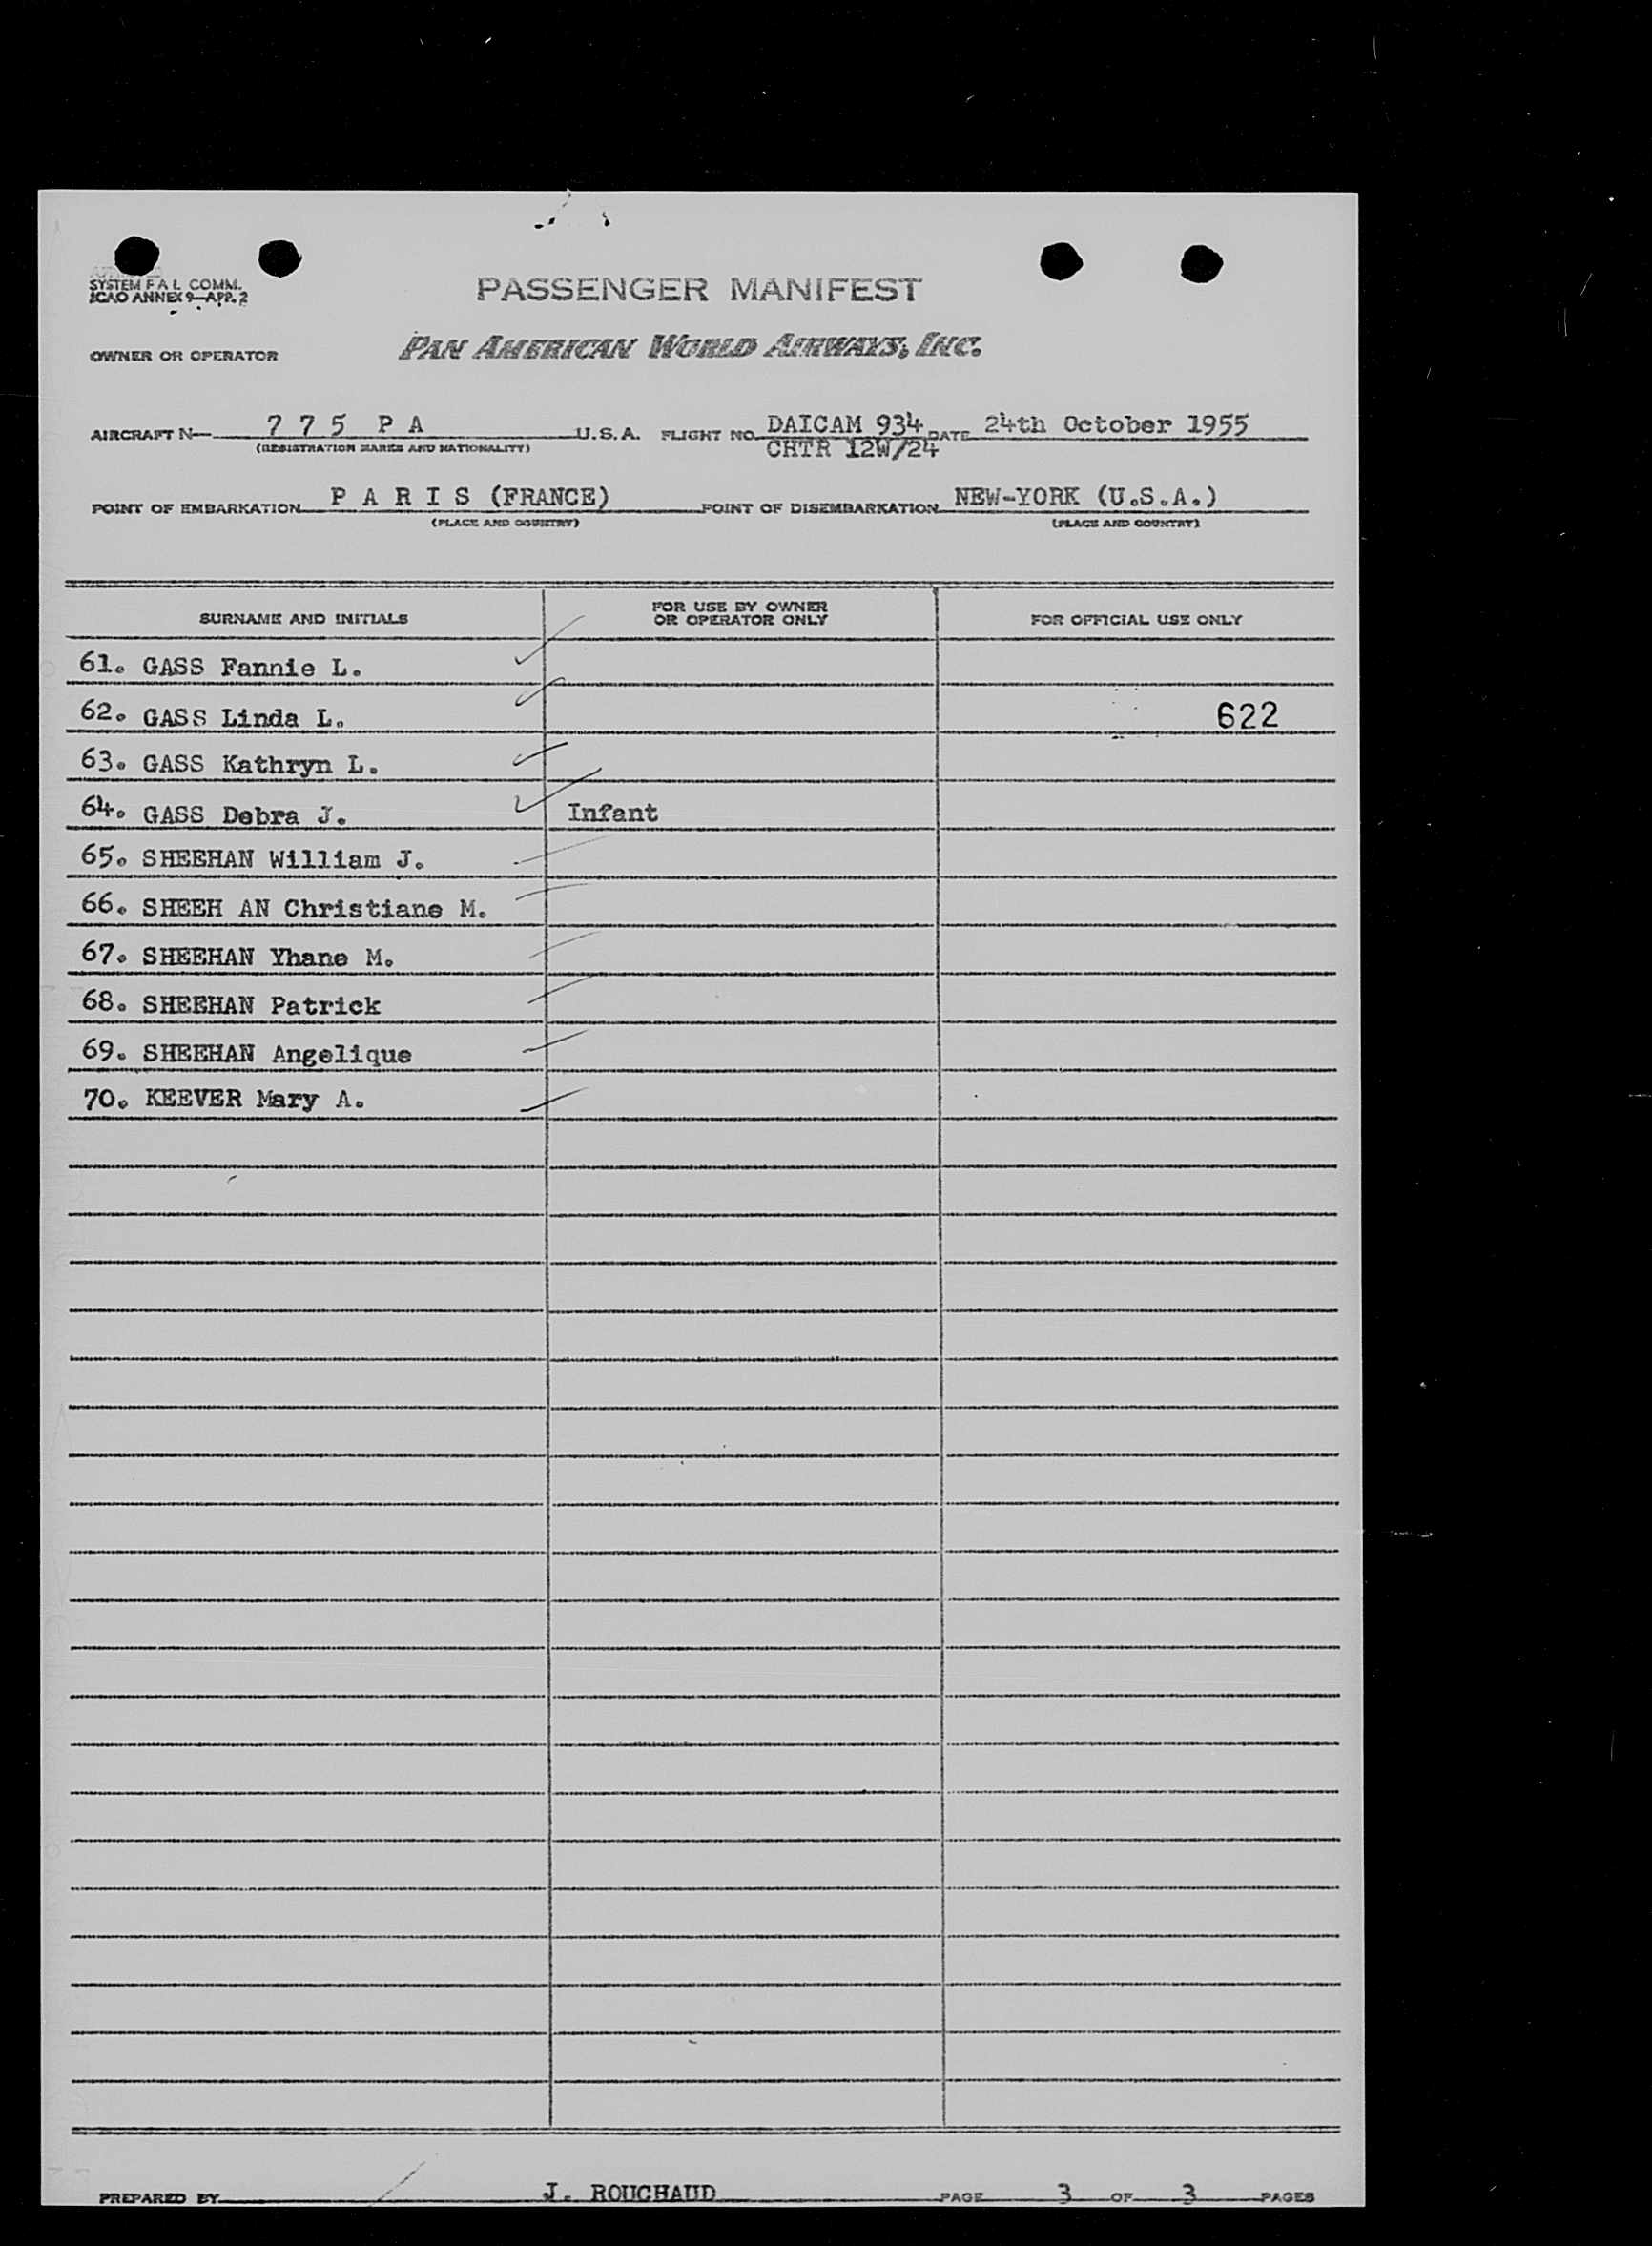 SYSTEM F A L COMM.
ICAO ANNEX 9—APP. 2
PASSENGER MANIFEST
OWNER OR OPERATOR PAN AMERICAN WORLD AIRWAYS, INC.
AIRCRAFT N— 7 7 5 P A U.S.A. FLIGHT NO. DAICAM 934 DATE 24th October 1955
(REGISTRATION MARKS AND NATIONALITY) CHTR 12W/24
POINT OF EMBARKATION P A R I S (FRANCE) POINT OF DISEMBARKATION NEW-YORK (U.S.A.)
(PLACE AND COUNTRY) (PLACE AND COUNTRY)
SURNAME AND INITIALS FOR USE BY OWNER OR OPERATOR ONLY FOR OFFICIAL USE ONLY
61. GASS Fannie L.
62. GASS Linda L. 622
63. GASS Kathryn L.
64. GASS Debra J. Infant
65. SHEEHAN William J.
66. SHEEH AN Christiane M.
67. SHEEHAN Yhane M.
68. SHEEHAN Patrick
69. SHEEHAN Angelique
70. KEEVER Mary A.
PREPARED BY J. ROUCHAUD PAGE 3 OF 3 PAGES